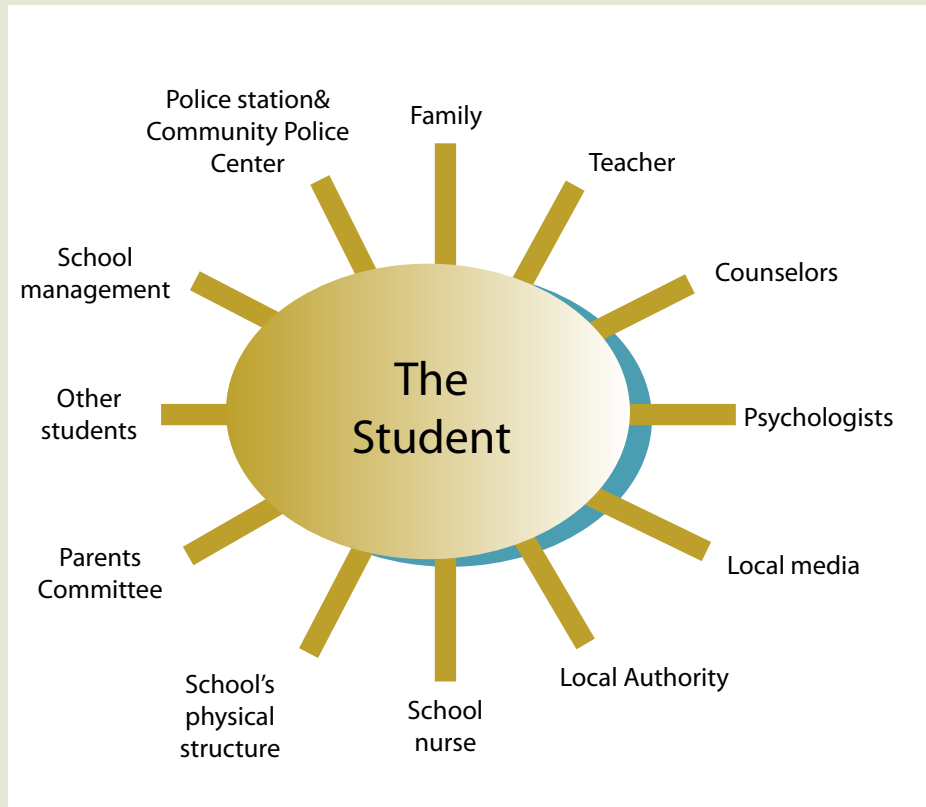 Police station&
Community Police
Center
Family
Teacher
Counselors
Psychologists
Local media
Local Authority
School
nurse
School's
physical
structure
Parents
Committee
Other
students
School
management
The
Student